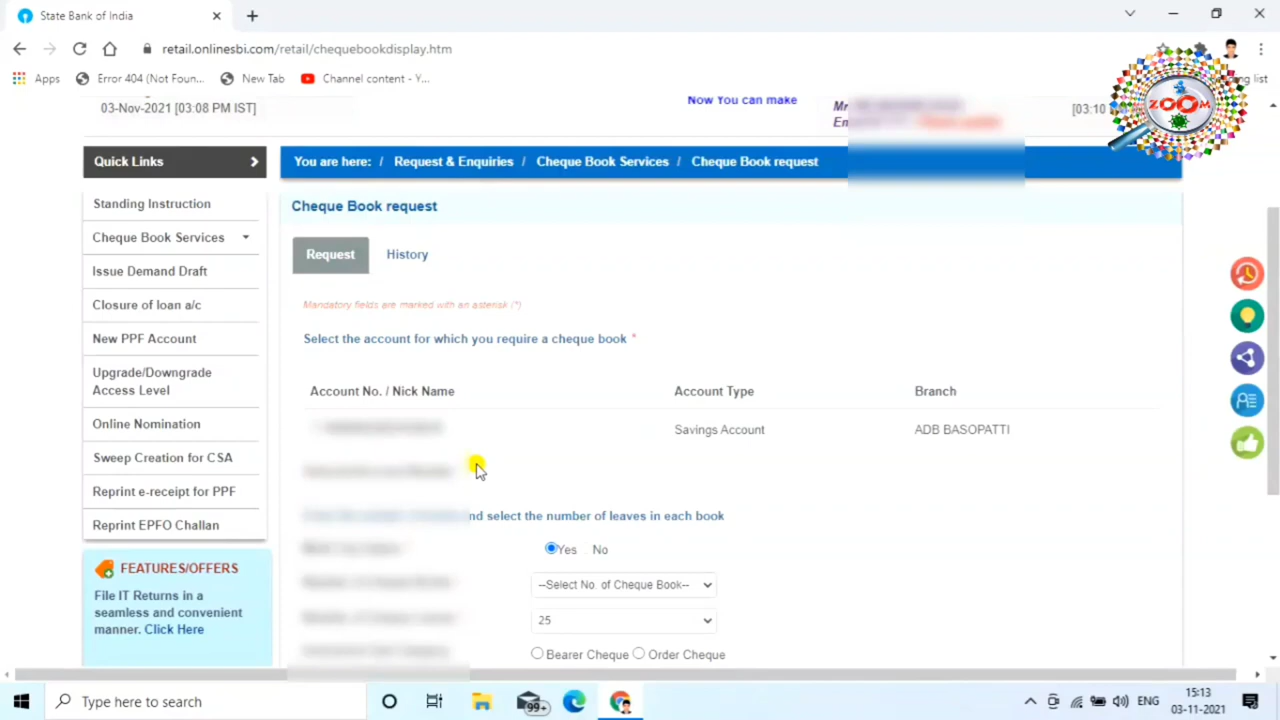 State Bank of India
retail.onlinesbi.com/retail/chequebookdisplay.htm
Apps Error 404 (Not Foun... New Tab Channel content - Y...
03-Nov-2021 [03:08 PM IST] Now You can make Mr [03:10
ZOOM
Quick Links
You are here: / Request & Enquiries / Cheque Book Services / Cheque Book request
Standing Instruction
Cheque Book Services
Issue Demand Draft
Closure of loan a/c
New PPF Account
Upgrade/Downgrade
Access Level
Online Nomination
Sweep Creation for CSA
Reprint e-receipt for PPF
Reprint EPFO Challan
FEATURES/OFFERS
File IT Returns in a
seamless and convenient
manner. Click Here
Cheque Book request
Request History
Mandatory fields are marked with an asterisk (*)
Select the account for which you require a cheque book *
Account No. / Nick Name Account Type Branch
Savings Account ADB BASOPATTI
and select the number of leaves in each book
Yes No
--Select No. of Cheque Book--
25
Bearer Cheque Order Cheque
Type here to search
99+
ENG
15:13
03-11-2021